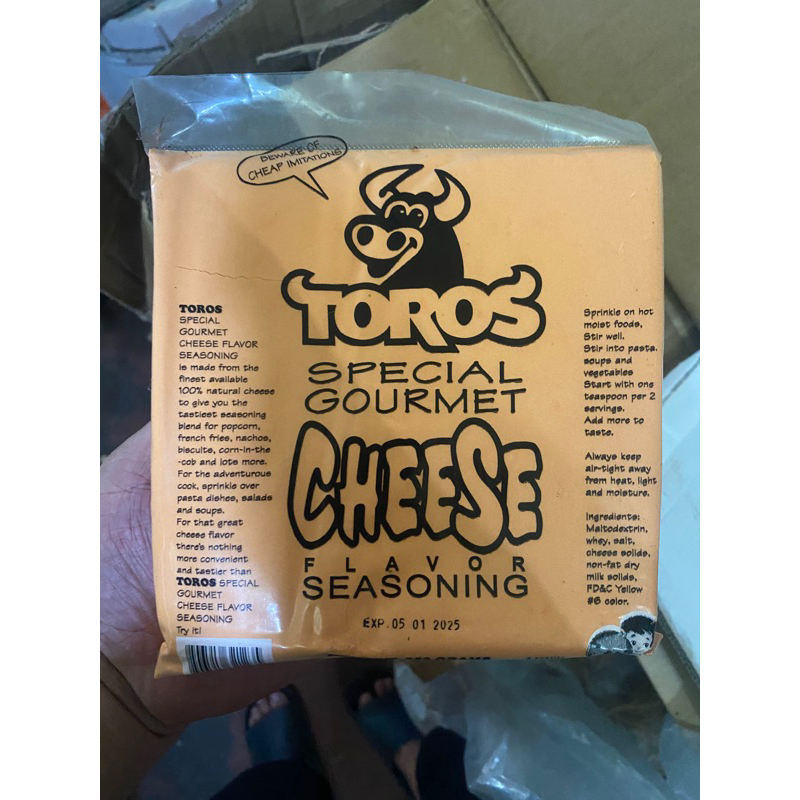 BEWARE OF
CHEAP IMITATIONS
TOROS
SPECIAL
GOURMET
CHEESE
FLAVOR
SEASONING
EXP. 05 01 2025
TOROS
SPECIAL
GOURMET
CHEESE FLAVOR
SEASONING
is made from the
finest available
100% natural cheese
to give you the
tastiest seasoning
blend for popcorn,
french fries, nachos,
biscuits, corn-in-the
-cob and lots more.
For the adventurous
cook, sprinkle over
pasta dishes, salads
and soups.
For that great
cheese flavor
there's nothing
more convenient
and tastier than
TOROS SPECIAL
GOURMET
CHEESE FLAVOR
SEASONING
Try it!
Sprinkle on hot
moist foods,
Stir well.
Stir into pasta,
soups and
vegetables
Start with one
teaspoon per 2
servings.
Add more to
taste.
Always keep
air-tight away
from heat, light
and moisture.
Ingredients:
Maltodextrin,
whey, salt,
cheese solids,
non-fat dry
milk solids,
FD&C Yellow
#6 color.